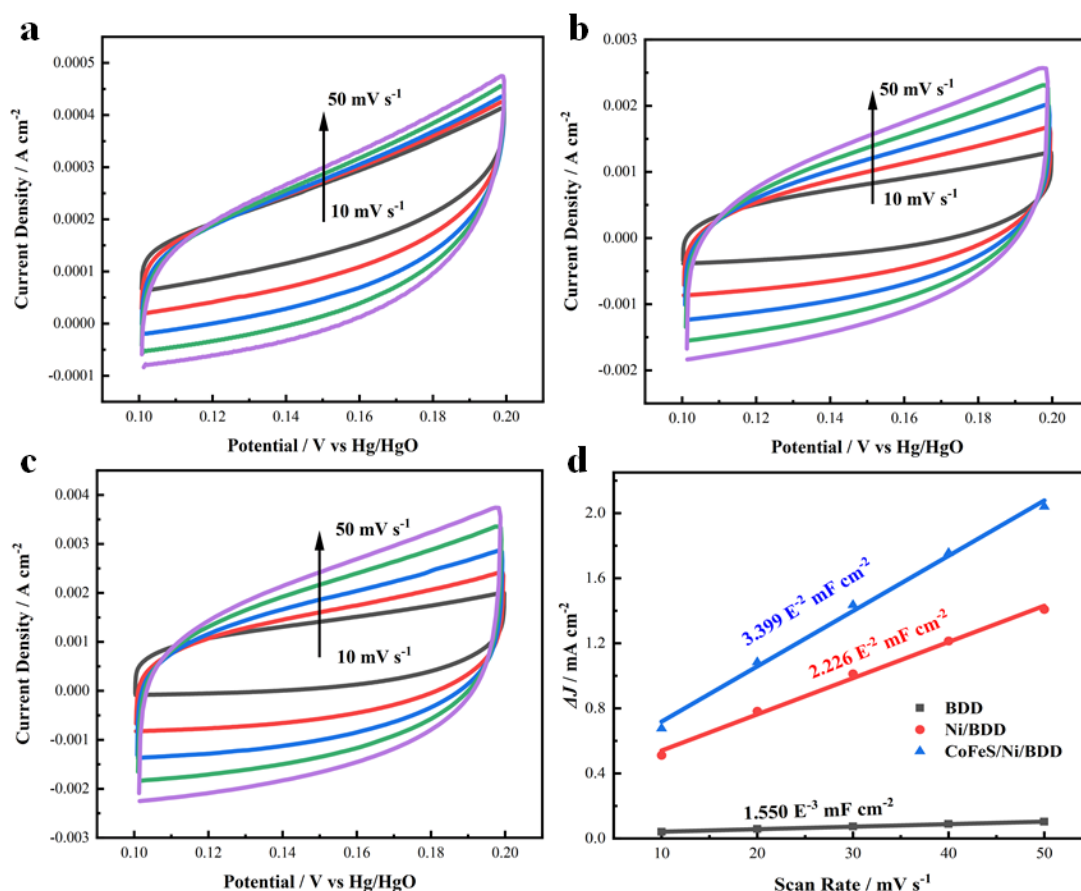 a
0.0005
0.0004
0.0003
0.0002
0.0001
0.0000
-0.0001
Current Density / A cm⁻²
50 mV s⁻¹
10 mV s⁻¹
0.10 0.12 0.14 0.16 0.18 0.20
Potential / V vs Hg/HgO
b
0.003
0.002
0.001
0.000
-0.001
-0.002
Current Density / A cm⁻²
50 mV s⁻¹
10 mV s⁻¹
0.10 0.12 0.14 0.16 0.18 0.20
Potential / V vs Hg/HgO
c
0.004
0.003
0.002
0.001
0.000
-0.001
-0.002
-0.003
Current Density / A cm⁻²
50 mV s⁻¹
10 mV s⁻¹
0.10 0.12 0.14 0.16 0.18 0.20
Potential / V vs Hg/HgO
d
2.0
1.6
1.2
0.8
0.4
0.0
ΔJ / mA cm⁻²
3.399 E⁻² mF cm⁻²
2.226 E⁻² mF cm⁻²
BDD
Ni/BDD
CoFeS/Ni/BDD
1.550 E⁻³ mF cm⁻²
10 20 30 40 50
Scan Rate / mV s⁻¹